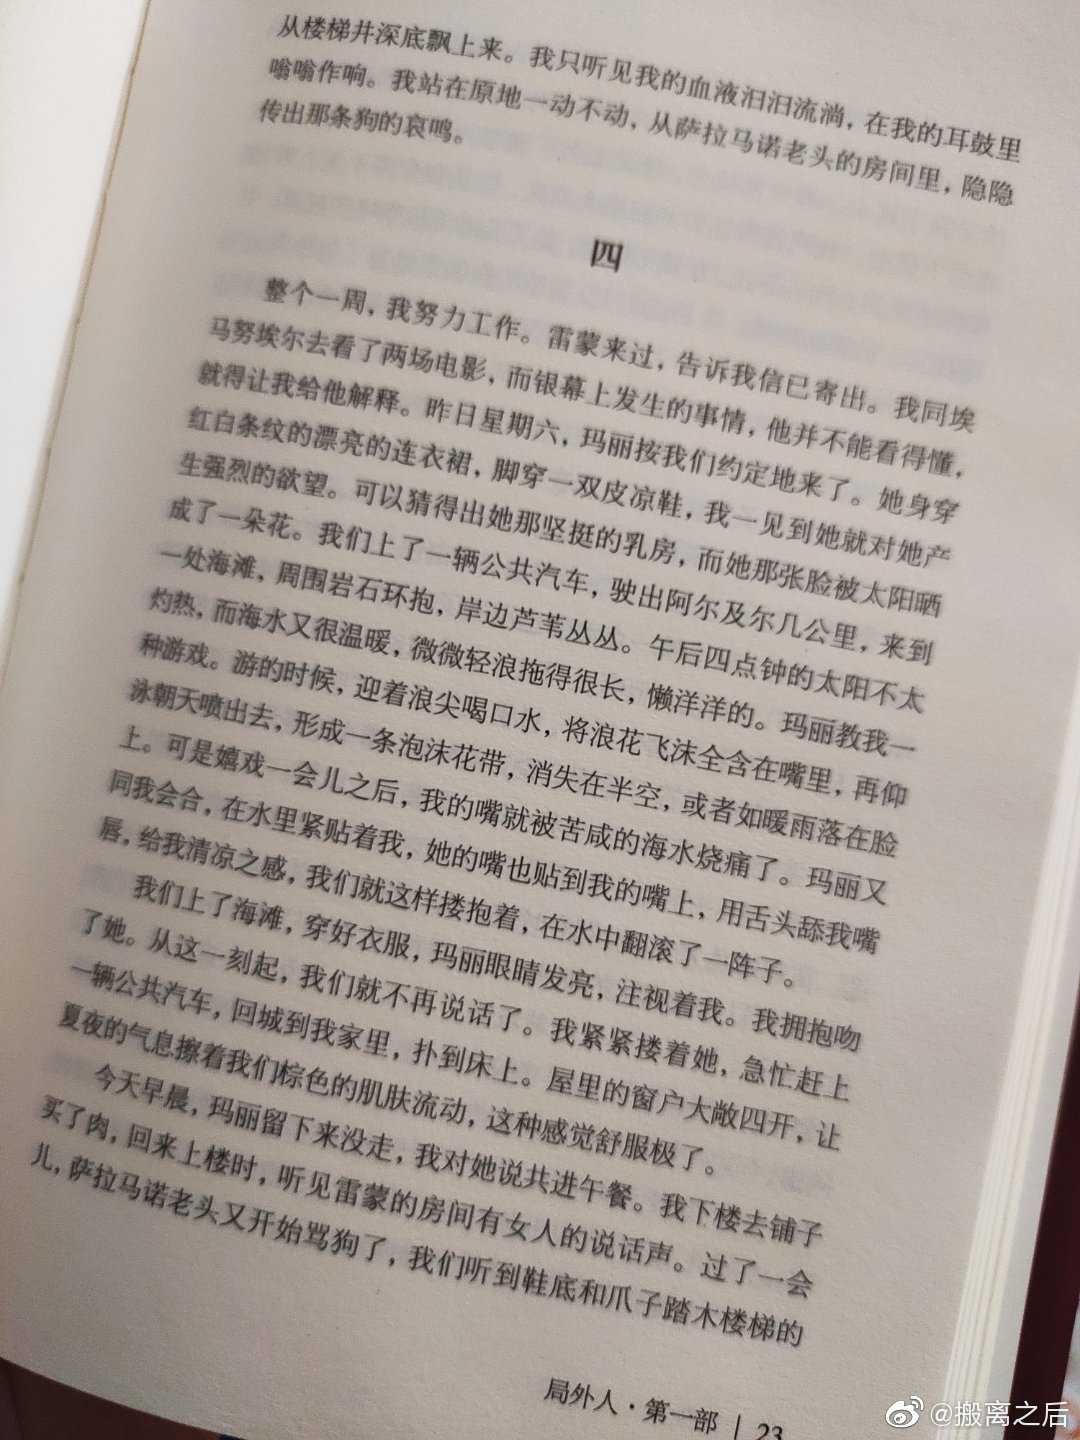 从楼梯井深底飘上来。我只听见我的血液汩汩流淌，在我的耳鼓里
嗡嗡作响。我站在原地一动不动，从萨拉马诺老头的房间里，隐隐
传出那条狗的哀鸣。
四
整个一周，我努力工作。雷蒙来过，告诉我信已寄出。我同埃
马努埃尔去看了两场电影，而银幕上发生的事情，他并不能看得懂，
就得让我给他解释。昨日星期六，玛丽按我们约定地来了。她身穿
红白条纹的漂亮的连衣裙，脚穿一双皮凉鞋，我一见到她就对她产
生强烈的欲望。可以猜得出她那坚挺的乳房，而她那张脸被太阳晒
成了一朵花。我们上了一辆公共汽车，驶出阿尔及尔几公里，来到
一处海滩，周围岩石环抱，岸边芦苇丛丛。午后四点钟的太阳不太
灼热，而海水又很温暖，微微轻浪拖得很长，懒洋洋的。玛丽教我一
种游戏。游的时候，迎着浪尖喝口水，将浪花飞沫全含在嘴里，再仰
泳朝天喷出去，形成一条泡沫花带，消失在半空，或者如暖雨落在脸
上。可是嬉戏一会儿之后，我的嘴就被苦咸的海水烧痛了。玛丽又
同我会合，在水里紧贴着我，她的嘴也贴到我的嘴上，用舌头舔我嘴
唇，给我清凉之感，我们就这样搂抱着，在水中翻滚了一阵子。
我们上了海滩，穿好衣服，玛丽眼睛发亮，注视着我。我拥抱吻
了她。从这一刻起，我们就不再说话了。我紧紧搂着她，急忙赶上
一辆公共汽车，回城到我家里，扑到床上。屋里的窗户大敞四开，让
夏夜的气息擦着我们棕色的肌肤流动，这种感觉舒服极了。
今天早晨，玛丽留下来没走，我对她说共进午餐。我下楼去铺子
买了肉，回来上楼时，听见雷蒙的房间有女人的说话声。过了一会
儿，萨拉马诺老头又开始骂狗了，我们听到鞋底和爪子踏木楼梯的
局外人·第一部 | 23
@搬离之后